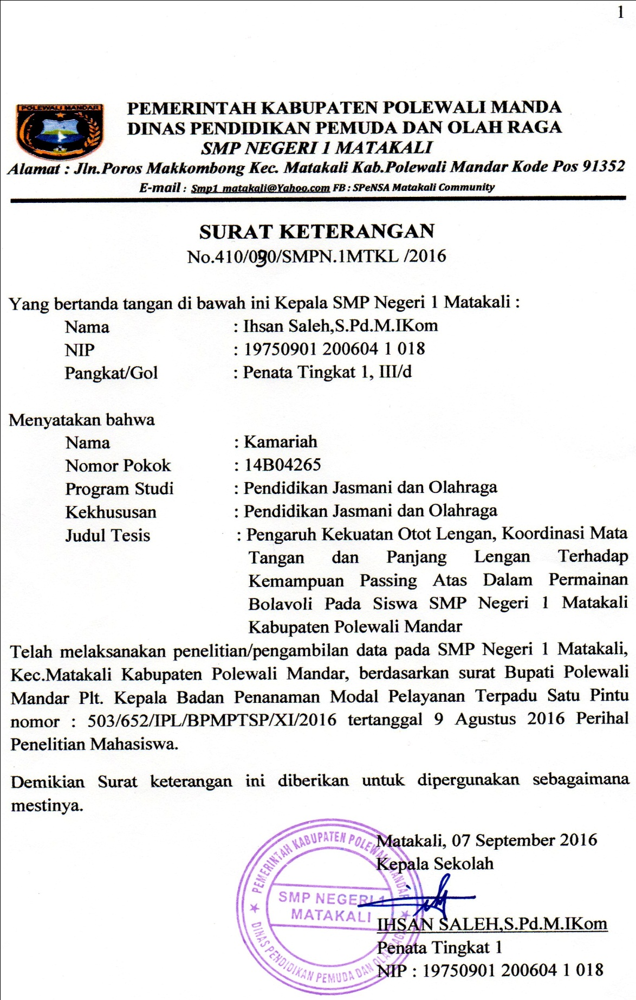 1
POLEWALI MANDAR
PEMERINTAH KABUPATEN POLEWALI MANDA
DINAS PENDIDIKAN PEMUDA DAN OLAH RAGA
SMP NEGERI 1 MATAKALI
Alamat : Jln.Poros Makkombong Kec. Matakali Kab.Polewali Mandar Kode Pos 91352
E-mail : Smp1_matakali@Yahoo.com FB : SPeNSA Matakali Community
SURAT KETERANGAN
No.410/090/SMPN.1MTKL /2016
Yang bertanda tangan di bawah ini Kepala SMP Negeri 1 Matakali :
Nama : Ihsan Saleh,S.Pd.M.IKom
NIP : 19750901 200604 1 018
Pangkat/Gol : Penata Tingkat 1, III/d
Menyatakan bahwa
Nama : Kamariah
Nomor Pokok : 14B04265
Program Studi : Pendidikan Jasmani dan Olahraga
Kekhususan : Pendidikan Jasmani dan Olahraga
Judul Tesis : Pengaruh Kekuatan Otot Lengan, Koordinasi Mata
Tangan dan Panjang Lengan Terhadap
Kemampuan Passing Atas Dalam Permainan
Bolavoli Pada Siswa SMP Negeri 1 Matakali
Kabupaten Polewali Mandar
Telah melaksanakan penelitian/pengambilan data pada SMP Negeri 1 Matakali,
Kec.Matakali Kabupaten Polewali Mandar, berdasarkan surat Bupati Polewali
Mandar Plt. Kepala Badan Penanaman Modal Pelayanan Terpadu Satu Pintu
nomor : 503/652/IPL/BPMPTSP/XI/2016 tertanggal 9 Agustus 2016 Perihal
Penelitian Mahasiswa.
Demikian Surat keterangan ini diberikan untuk dipergunakan sebagaimana
mestinya.
Matakali, 07 September 2016
Kepala Sekolah
PEMERINTAH KABUPATEN POLEWALI MANDAR
SMP NEGERI 1
MATAKALI
DINAS PENDIDIKAN PEMUDA DAN OLAHRAGA
IHSAN SALEH,S.Pd.M.IKom
Penata Tingkat 1
NIP : 19750901 200604 1 018